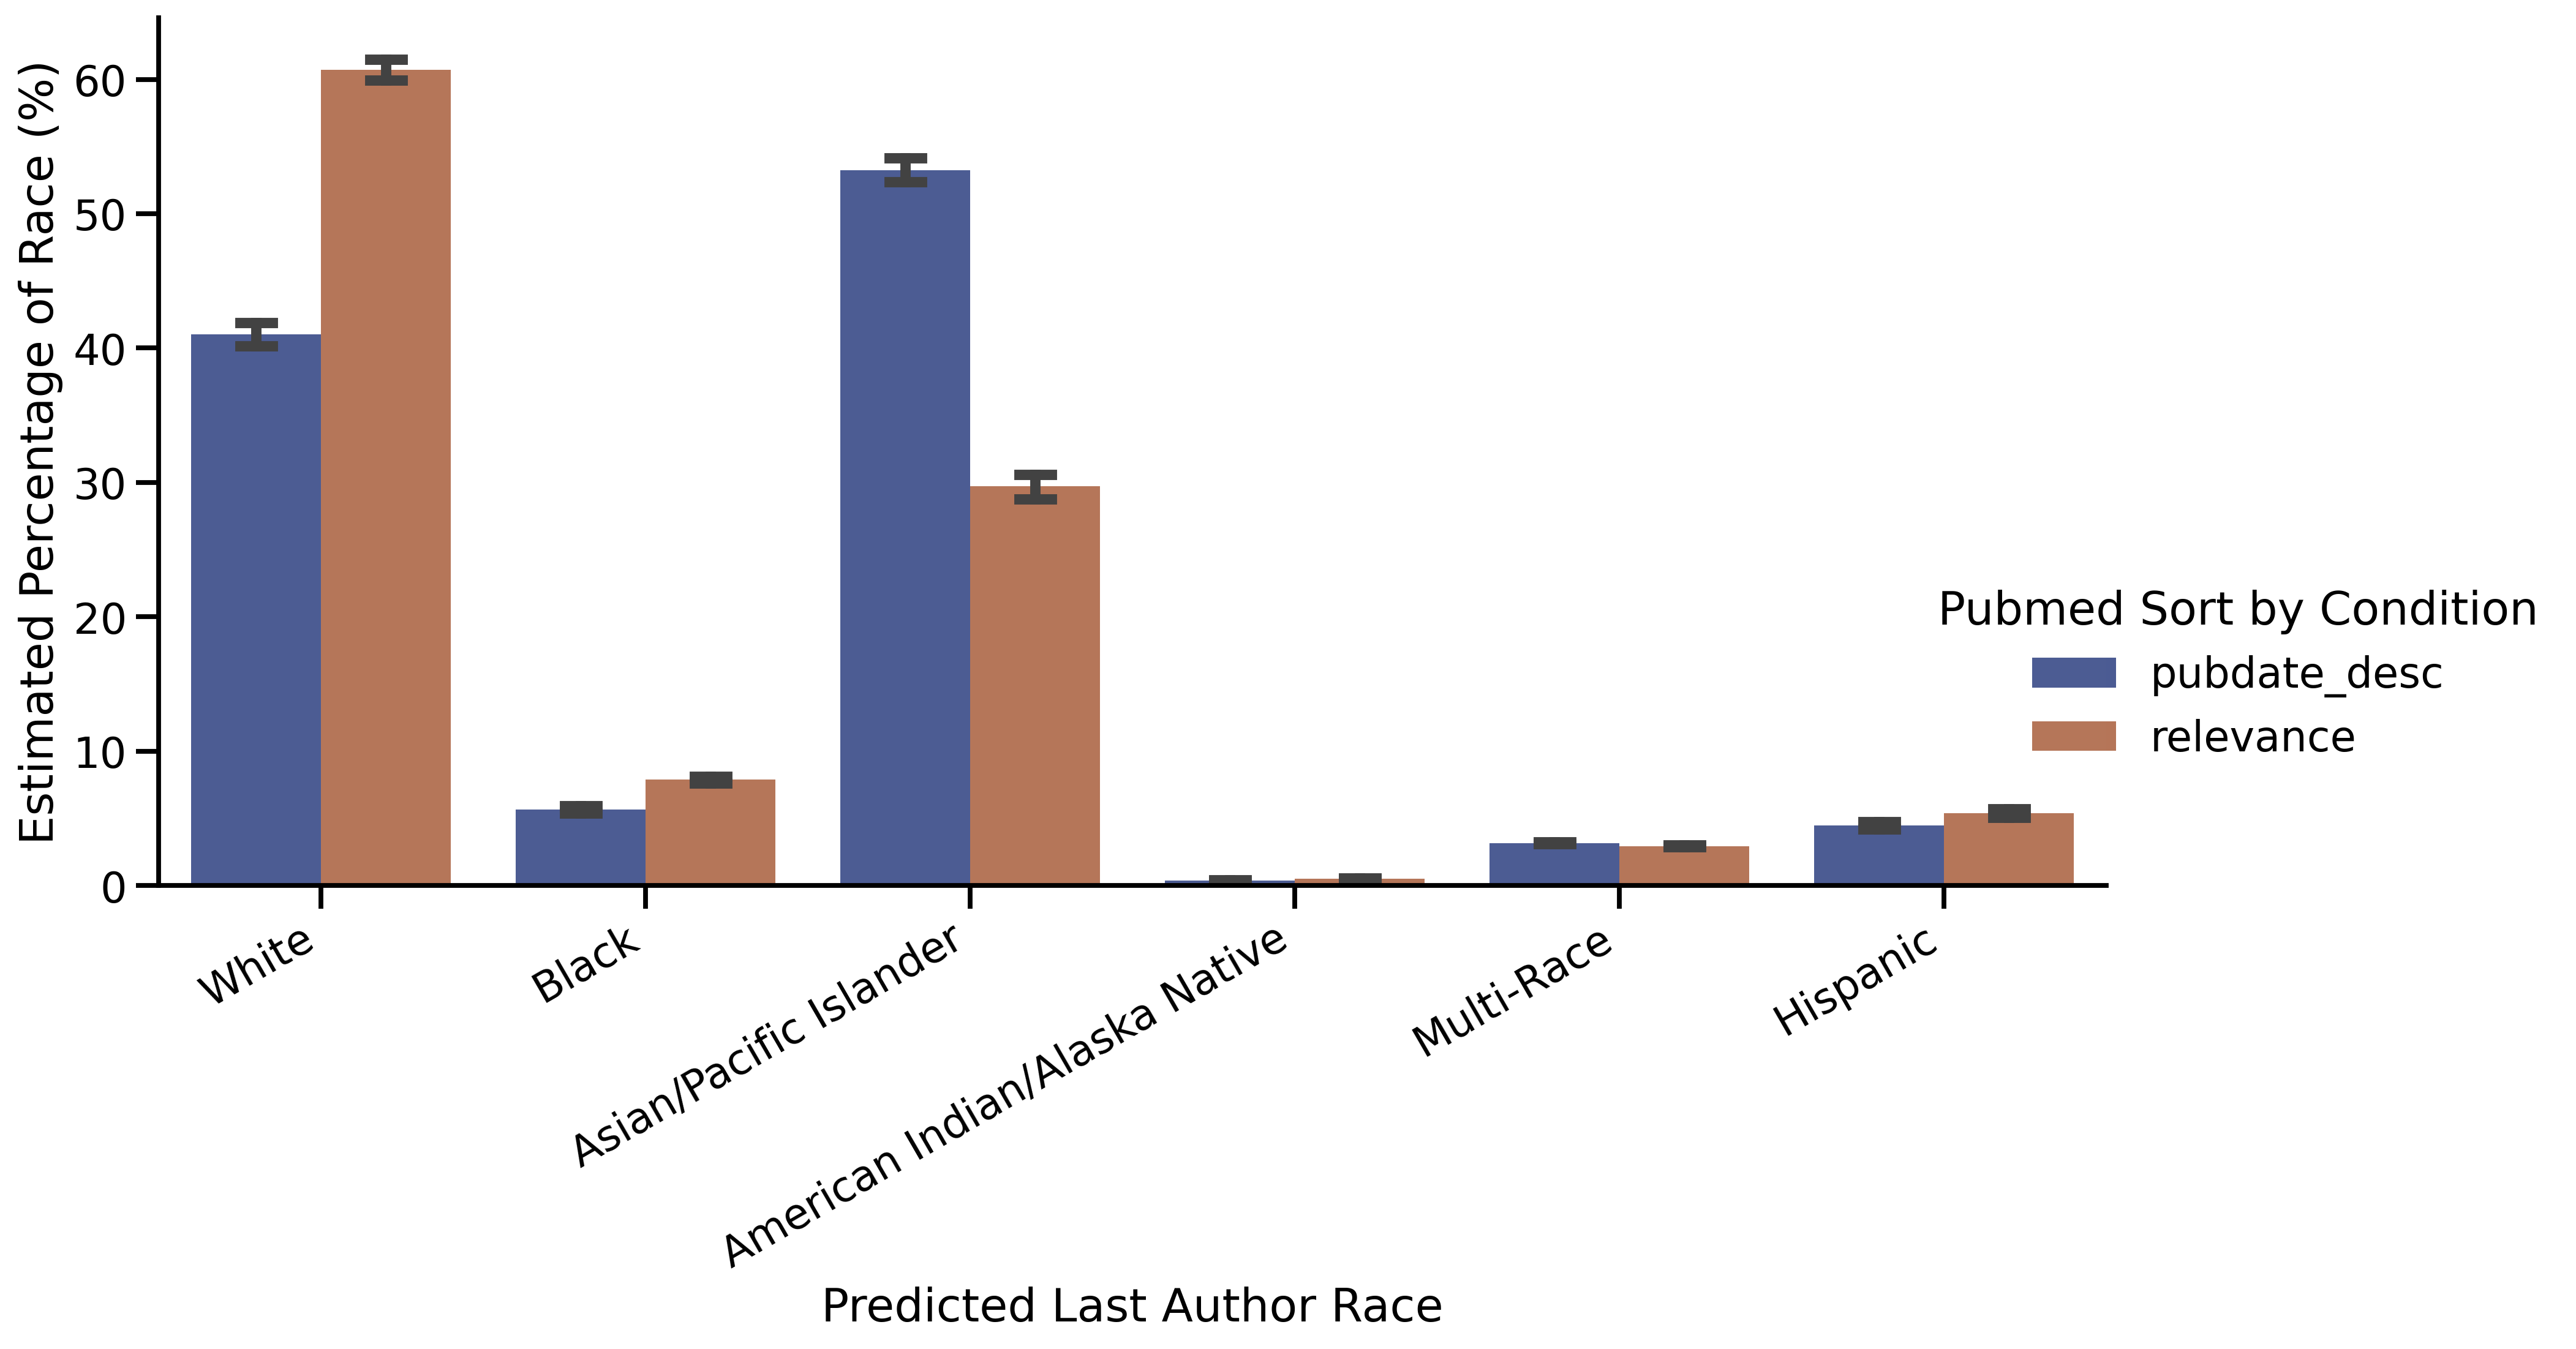 Estimated Percentage of Race (%)
60
50
40
30
20
10
0
White
Black
Asian/Pacific Islander
American Indian/Alaska Native
Multi-Race
Hispanic
Predicted Last Author Race
Pubmed Sort by Condition
pubdate_desc
relevance